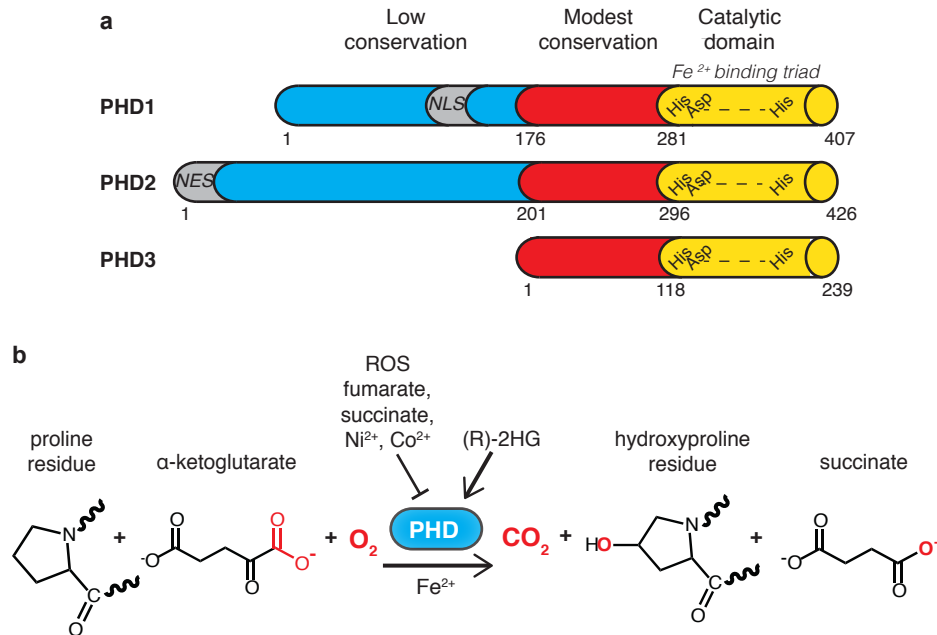 a
Low
conservation
Modest
conservation
Catalytic
domain
Fe²⁺ binding triad
PHD1
NLS
His
Asp
His
1
176
281
407
PHD2
NES
His
Asp
His
1
201
296
426
PHD3
His
Asp
His
1
118
239
b
ROS
fumarate,
succinate,
Ni²⁺, Co²⁺
(R)-2HG
proline
residue
α-ketoglutarate
hydroxyproline
residue
succinate
N
C
O
+
O
-O
O
O
O-
+ O₂
PHD
Fe²⁺
CO₂ +
HO
N
C
O
+
O
-O
O
O-